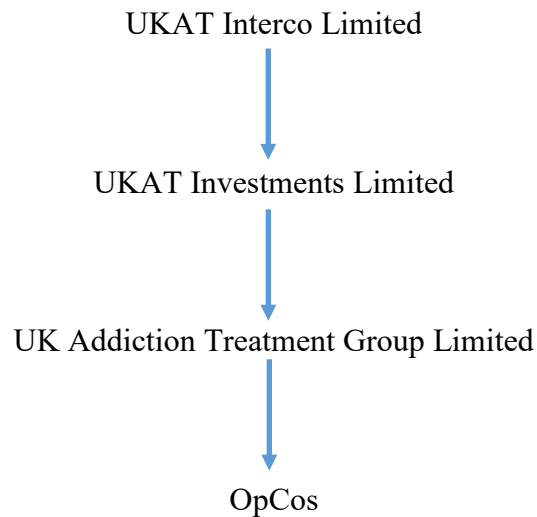 UKAT Interco Limited
UKAT Investments Limited
UK Addiction Treatment Group Limited
OpCos